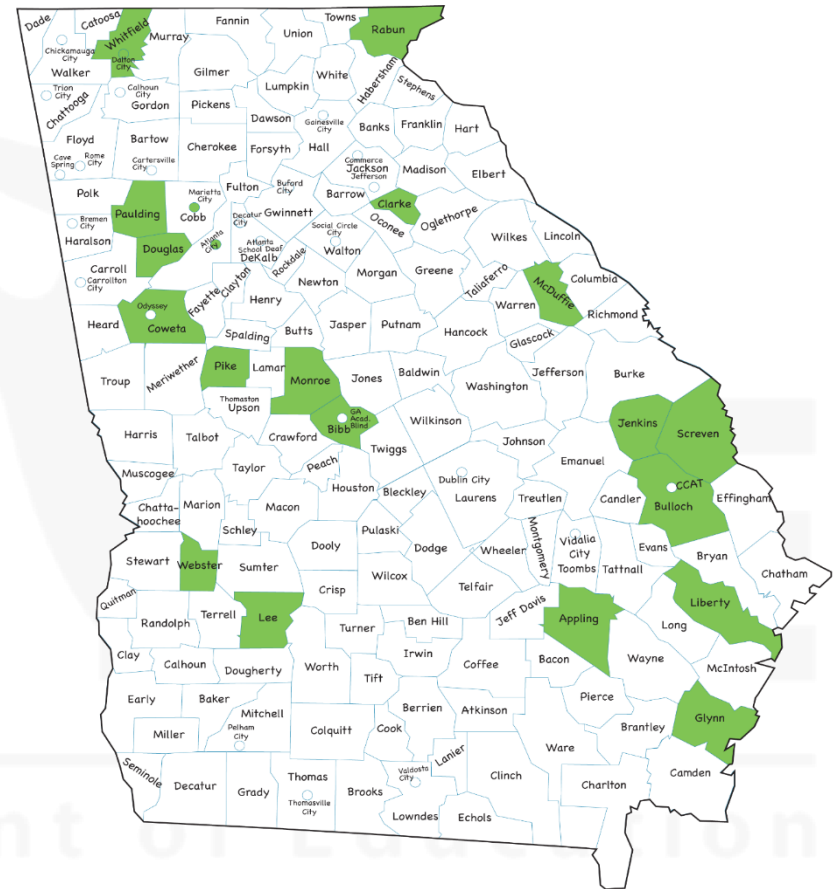 Dade
Catoosa
Whitfield
Murray
Fannin
Towns
Union
Rabun
Chickamauga
City
Dalton
City
Walker
Gilmer
White
Habersham
Stephens
Trion
City
Chattooga
Calhoun
City
Gordon
Pickens
Lumpkin
Dawson
Gainesville
City
Banks
Franklin
Hart
Floyd
Bartow
Cherokee
Forsyth
Hall
Cave
Spring
Rome
City
Cartersville
City
Commerce
Jackson
Jefferson
Madison
Elbert
Polk
Paulding
Marietta
City
Cobb
Fulton
Buford
City
Gwinnett
Barrow
Clarke
Oconee
Oglethorpe
Bremen
City
Haralson
Douglas
Atlanta
City
Decatur
City
Atlanta
School Deaf
DeKalb
Rockdale
Social Circle
City
Walton
Wilkes
Lincoln
Carroll
Carrollton
City
Fayette
Clayton
Henry
Newton
Morgan
Greene
Taliaferro
McDuffie
Columbia
Richmond
Warren
Heard
Odyssey
Coweta
Spalding
Butts
Jasper
Putnam
Hancock
Glascock
Troup
Meriwether
Pike
Lamar
Monroe
Jones
Baldwin
Washington
Jefferson
Burke
Thomaston
Upson
GA
Acad.
Blind
Bibb
Wilkinson
Jenkins
Screven
Harris
Talbot
Crawford
Twiggs
Johnson
Emanuel
Muscogee
Taylor
Peach
Houston
Bleckley
Dublin City
Laurens
Treutlen
Candler
CCAT
Bulloch
Effingham
Chatta-
hoochee
Marion
Macon
Schley
Pulaski
Dodge
Wheeler
Montgomery
Vidalia
City
Toombs
Tattnall
Evans
Bryan
Chatham
Stewart
Webster
Sumter
Dooly
Wilcox
Telfair
Jeff Davis
Appling
Liberty
Long
Quitman
Randolph
Terrell
Lee
Crisp
Turner
Ben Hill
Irwin
Coffee
Bacon
Wayne
McIntosh
Clay
Calhoun
Dougherty
Worth
Tift
Early
Baker
Mitchell
Pelham
City
Miller
Colquitt
Cook
Berrien
Atkinson
Pierce
Brantley
Glynn
Ware
Lanier
Clinch
Camden
Charlton
Seminole
Decatur
Grady
Thomas
Thomasville
City
Brooks
Valdosta
City
Lowndes
Echols
nt of Education